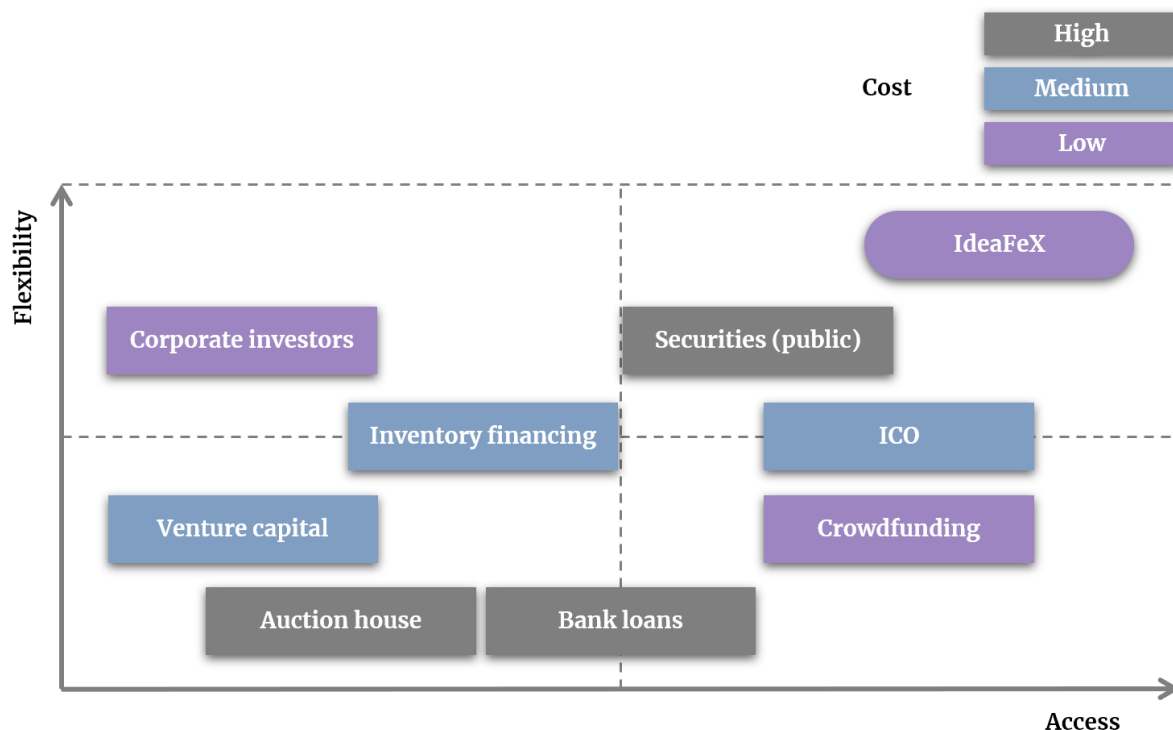 High
Cost
Medium
Low
Flexibility
IdeaFeX
Corporate investors
Securities (public)
Inventory financing
ICO
Venture capital
Crowdfunding
Auction house
Bank loans
Access